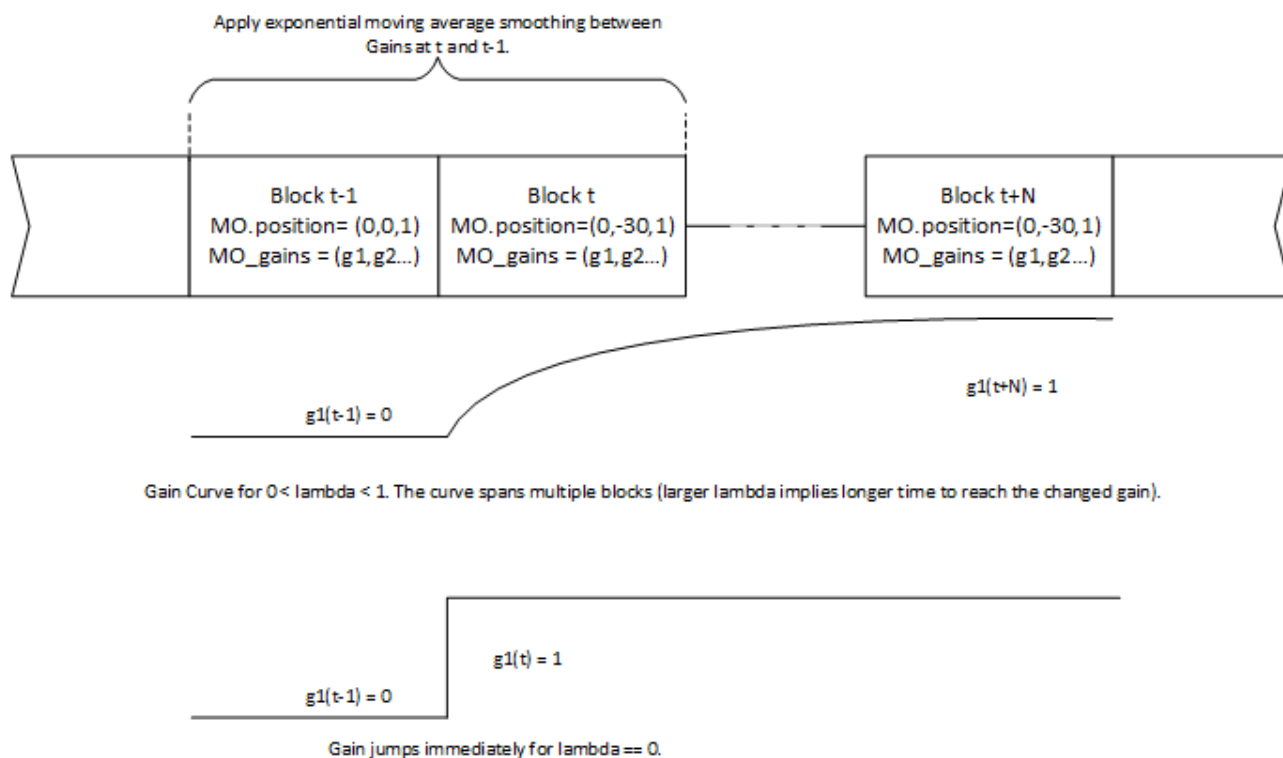 Apply exponential moving average smoothing between
Gains at t and t-1.
Block t-1
MO.position= (0,0,1)
MO_gains = (g1,g2...)
Block t
MO.position=(0,-30,1)
MO_gains = (g1,g2...)
Block t+N
MO.position=(0,-30,1)
MO_gains = (g1,g2...)
g1(t-1) = 0
g1(t+N) = 1
Gain Curve for 0 < lambda < 1. The curve spans multiple blocks (larger lambda implies longer time to reach the changed gain).
g1(t) = 1
g1(t-1) = 0
Gain jumps immediately for lambda == 0.